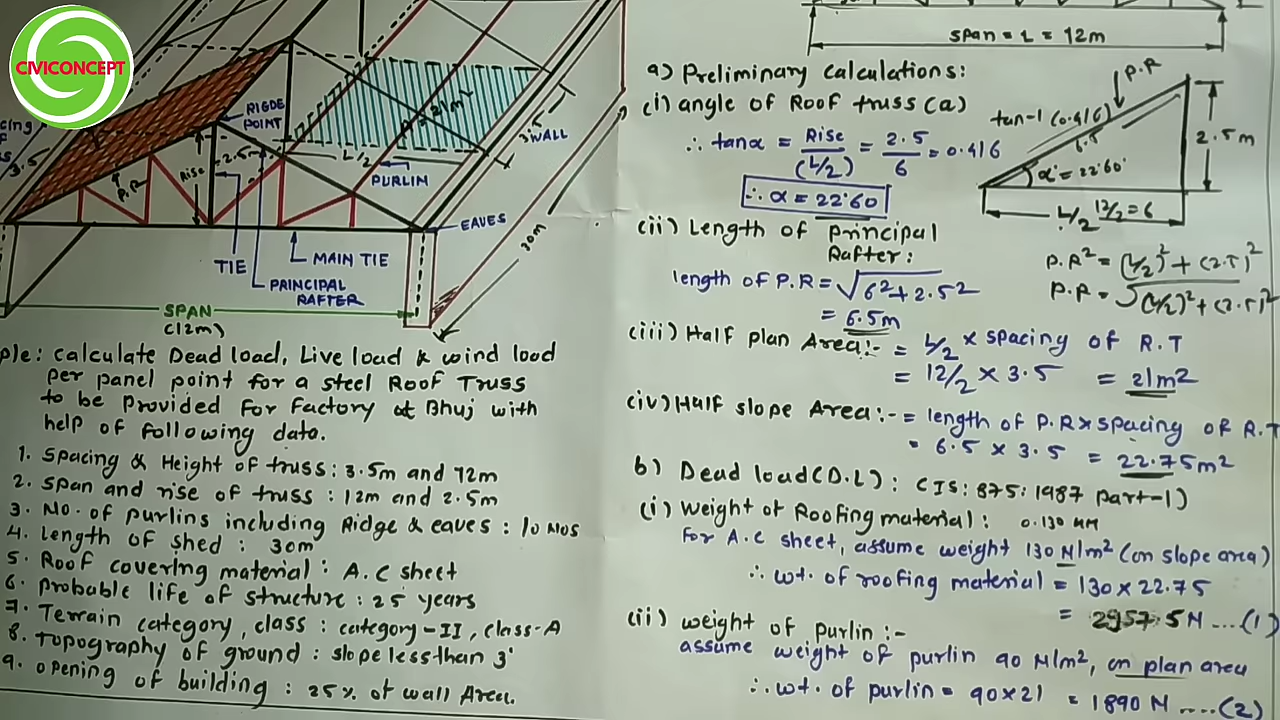 CIVICONCEPT
RIGDE
POINT
3.5
WALL
21m²
2.5m
L/2
PURLIN
3.5
P.R
Rise
EAVES
TIE
MAIN TIE
PRINCIPAL
RAFTER
30m
SPAN
(12m)
ple: calculate Dead load, Live load & wind load
per panel point for a steel Roof Truss
to be Provided For Factory at Bhuj with
help of following data.
1. Spacing & Height of truss: 3.5m and 12m
2. Span and rise of truss : 12m and 2.5m
3. No. of purlins including Ridge & eaves : 10 Nos
4. Length of shed : 30m
5. Roof covering material : A.C sheet
6. Probable life of structure : 25 years
7. Terrain category, class : category-II, class-A
8. Topography of ground : slope less than 3°
9. opening of building : 25% of wall Area.
span = L = 12m
a) Preliminary calculations:
(i) angle of Roof truss (α)
∴ tanα = Rise/(L/2) = 2.5/6 = 0.416
∴ α = 22°60
P.R
tan-1 (0.416)
6.5
2.5m
α = 22°60'
L/2 12/2 = 6
(ii) Length of Principal
Rafter:
length of P.R = √6²+2.5²
= 6.5m
P.R² = (L/2)² + (2.5)²
P.R = √(L/2)² + (2.5)²
(iii) Half plan Area:- = L/2 × spacing of R.T
= 12/2 × 3.5 = 21m²
(iv) Half slope Area:- = length of P.R × spacing of R.T
= 6.5 × 3.5 = 22.75m²
b) Dead load (D.L) : (IS: 875: 1987 part-1)
(i) Weight of Roofing material : 0.130
For A.C sheet, assume weight 130 N/m² (on slope area)
∴ wt. of roofing material = 130 × 22.75
= 2957.5 N ... (1)
(ii) weight of purlin :-
assume weight of purlin 90 N/m², on plan area
∴ wt. of purlin = 90×21 = 1890 N .... (2)